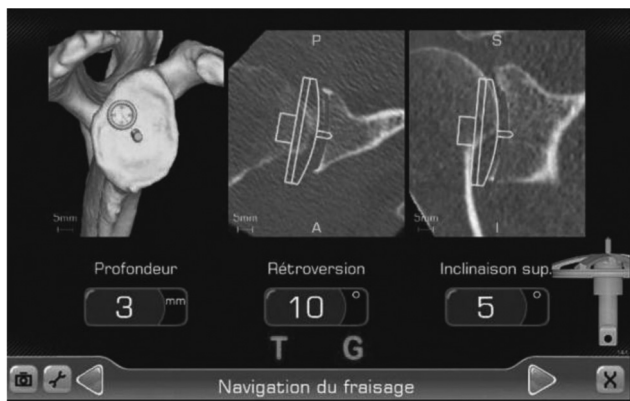 P
S
5mm
5mm
A
5mm
I
Profondeur
Rétroversion
Inclinaison sup.
3 mm
10 °
5 °
T G
Navigation du fraisage